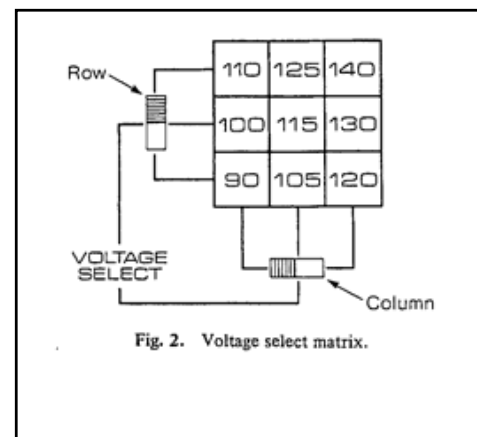 Row
110 125 140
100 115 130
90 105 120
VOLTAGE
SELECT
Column
Fig. 2. Voltage select matrix.